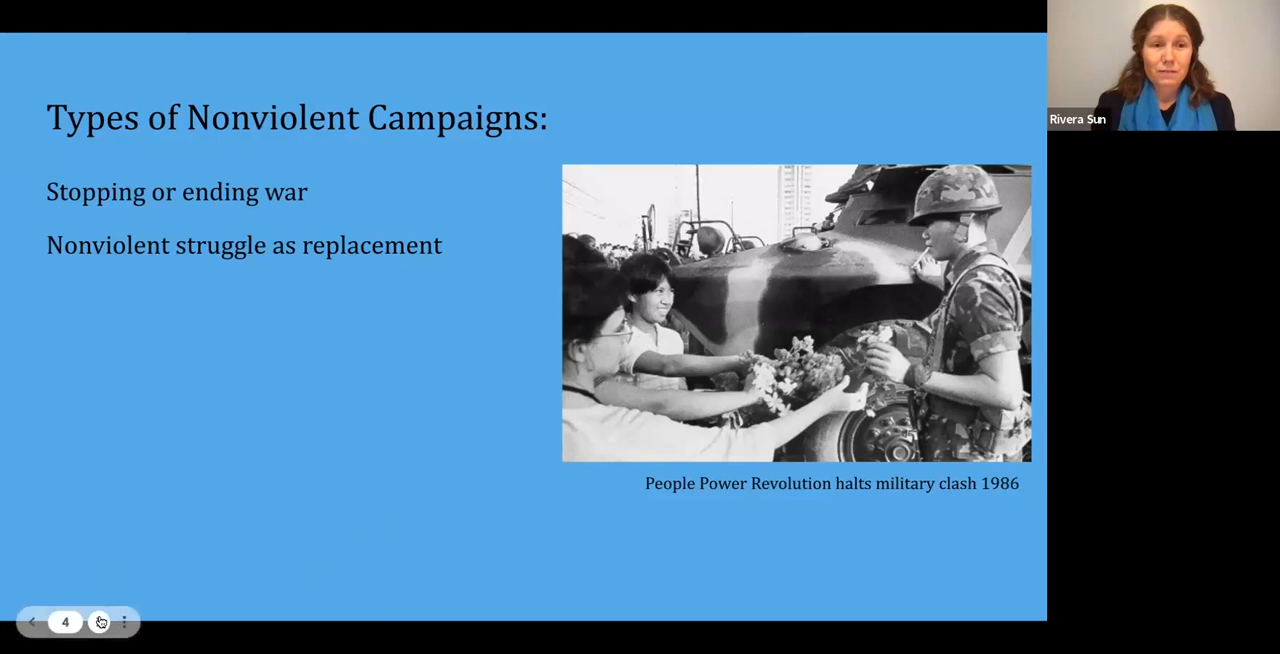 Rivera Sun
Types of Nonviolent Campaigns:
Stopping or ending war
Nonviolent struggle as replacement
People Power Revolution halts military clash 1986
4